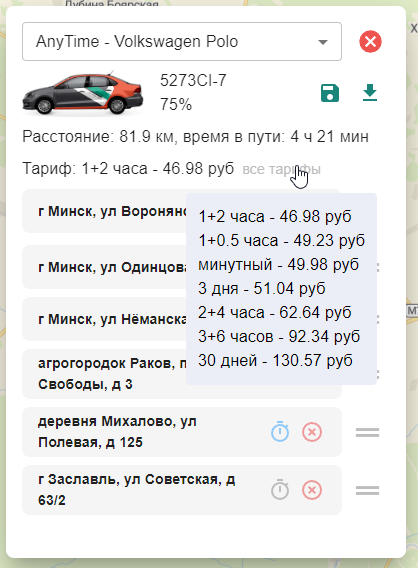 Дубина Боярская
AnyTime - Volkswagen Polo
5273CI-7
75%
Расстояние: 81.9 км, время в пути: 4 ч 21 мин
Тариф: 1+2 часа - 46.98 руб все тарифы
1+2 часа - 46.98 руб
1+0.5 часа - 49.23 руб
минутный - 49.98 руб
3 дня - 51.04 руб
2+4 часа - 62.64 руб
3+6 часов - 92.34 руб
30 дней - 130.57 руб
г Минск, ул Воронянс
г Минск, ул Одинцова
г Минск, ул Нёманска
агрогородок Раков, п
Свободы, д 3
деревня Михалово, ул
Полевая, д 125
г Заславль, ул Советская, д
63/2